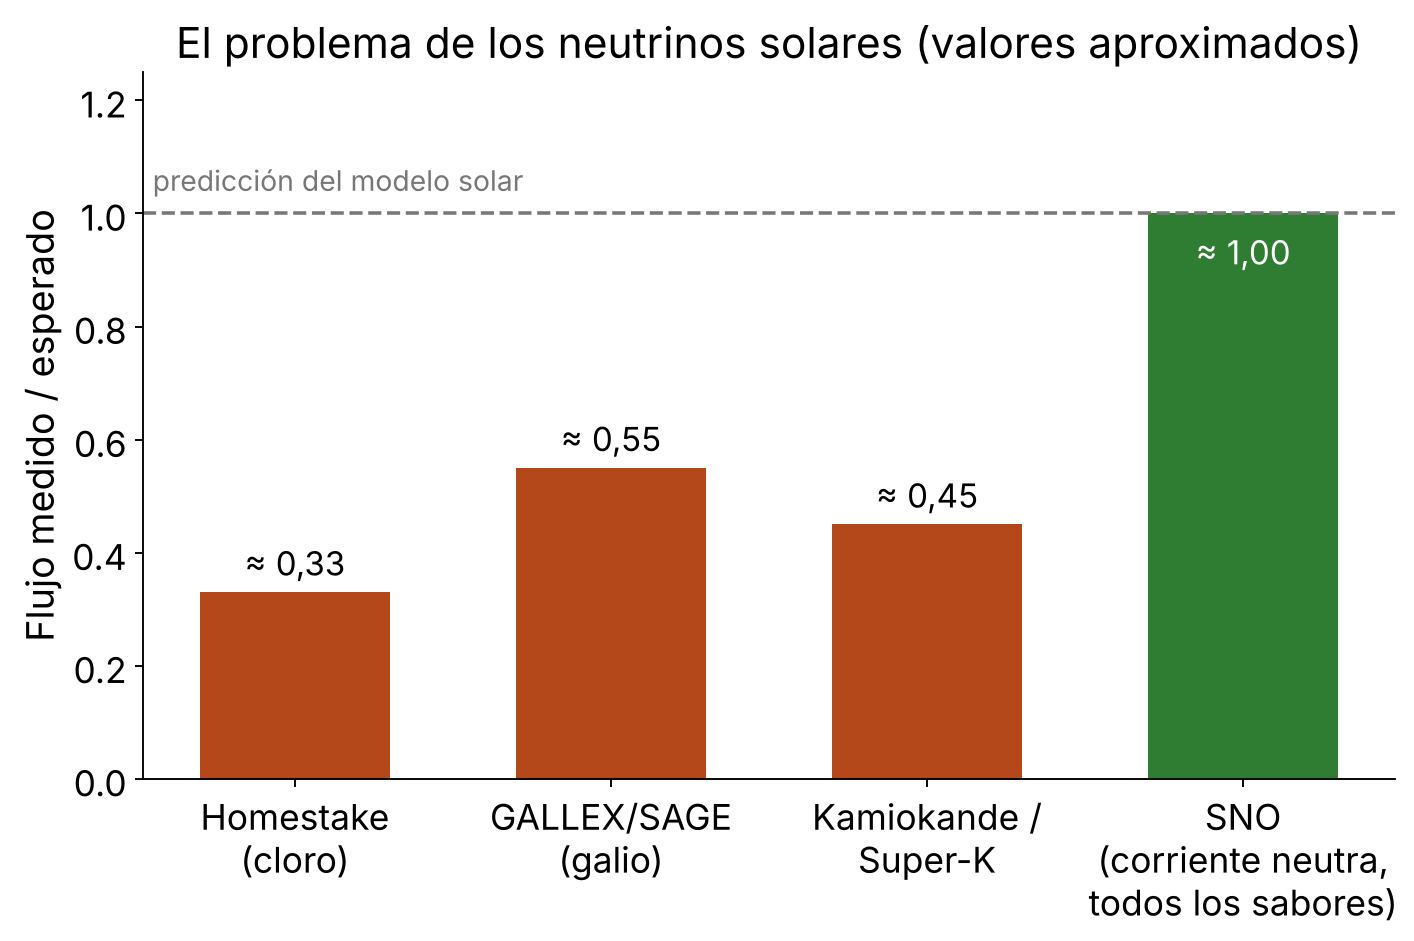 El problema de los neutrinos solares (valores aproximados)
Flujo medido / esperado
1.2
1.0
0.8
0.6
0.4
0.2
0.0
predicción del modelo solar
≈ 0,33
≈ 0,55
≈ 0,45
≈ 1,00
Homestake
(cloro)
GALLEX/SAGE
(galio)
Kamiokande /
Super-K
SNO
(corriente neutra,
todos los sabores)